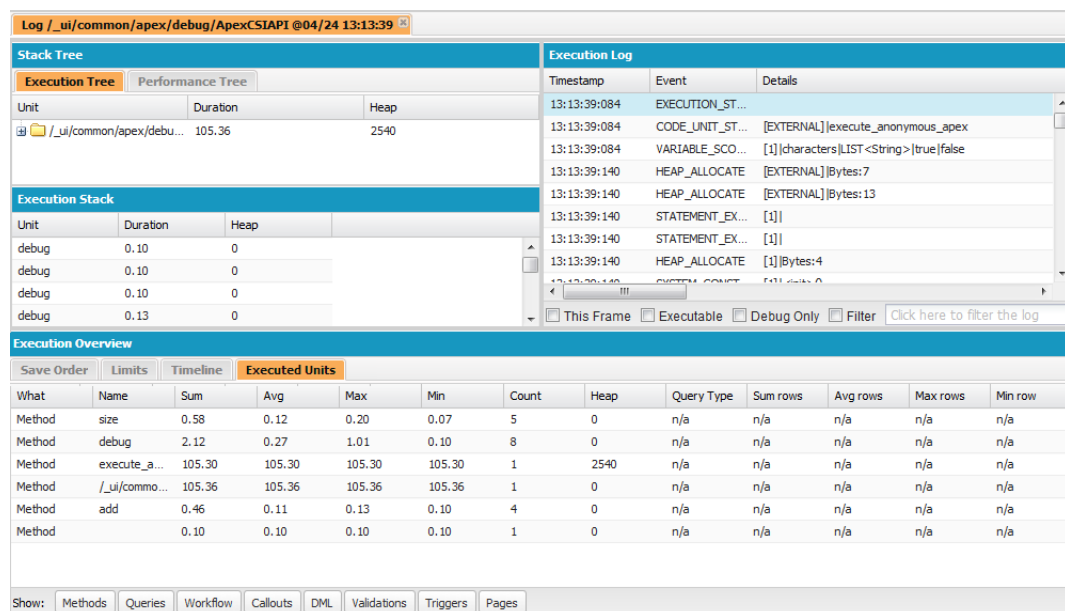 Log /_ui/common/apex/debug/ApexCSIAPI @04/24 13:13:39
Stack Tree
Execution Tree Performance Tree
Unit Duration Heap
/_ui/common/apex/debu... 105.36 2540
Execution Stack
Unit Duration Heap
debug 0.10 0
debug 0.10 0
debug 0.10 0
debug 0.13 0
Execution Log
Timestamp Event Details
13:13:39:084 EXECUTION_ST...
13:13:39:084 CODE_UNIT_ST... [EXTERNAL]|execute_anonymous_apex
13:13:39:084 VARIABLE_SCO... [1]|characters|LIST<String>|true|false
13:13:39:140 HEAP_ALLOCATE [EXTERNAL]|Bytes:7
13:13:39:140 HEAP_ALLOCATE [EXTERNAL]|Bytes:13
13:13:39:140 STATEMENT_EX... [1]|
13:13:39:140 STATEMENT_EX... [1]|
13:13:39:140 HEAP_ALLOCATE [1]|Bytes:4
This Frame Executable Debug Only Filter Click here to filter the log
Execution Overview
Save Order Limits Timeline Executed Units
What Name Sum Avg Max Min Count Heap Query Type Sum rows Avg rows Max rows Min row
Method size 0.58 0.12 0.20 0.07 5 0 n/a n/a n/a n/a n/a
Method debug 2.12 0.27 1.01 0.10 8 0 n/a n/a n/a n/a n/a
Method execute_a... 105.30 105.30 105.30 105.30 1 2540 n/a n/a n/a n/a n/a
Method /_ui/commo... 105.36 105.36 105.36 105.36 1 0 n/a n/a n/a n/a n/a
Method add 0.46 0.11 0.13 0.10 4 0 n/a n/a n/a n/a n/a
Method 0.10 0.10 0.10 0.10 1 0 n/a n/a n/a n/a n/a
Show: Methods Queries Workflow Callouts DML Validations Triggers Pages